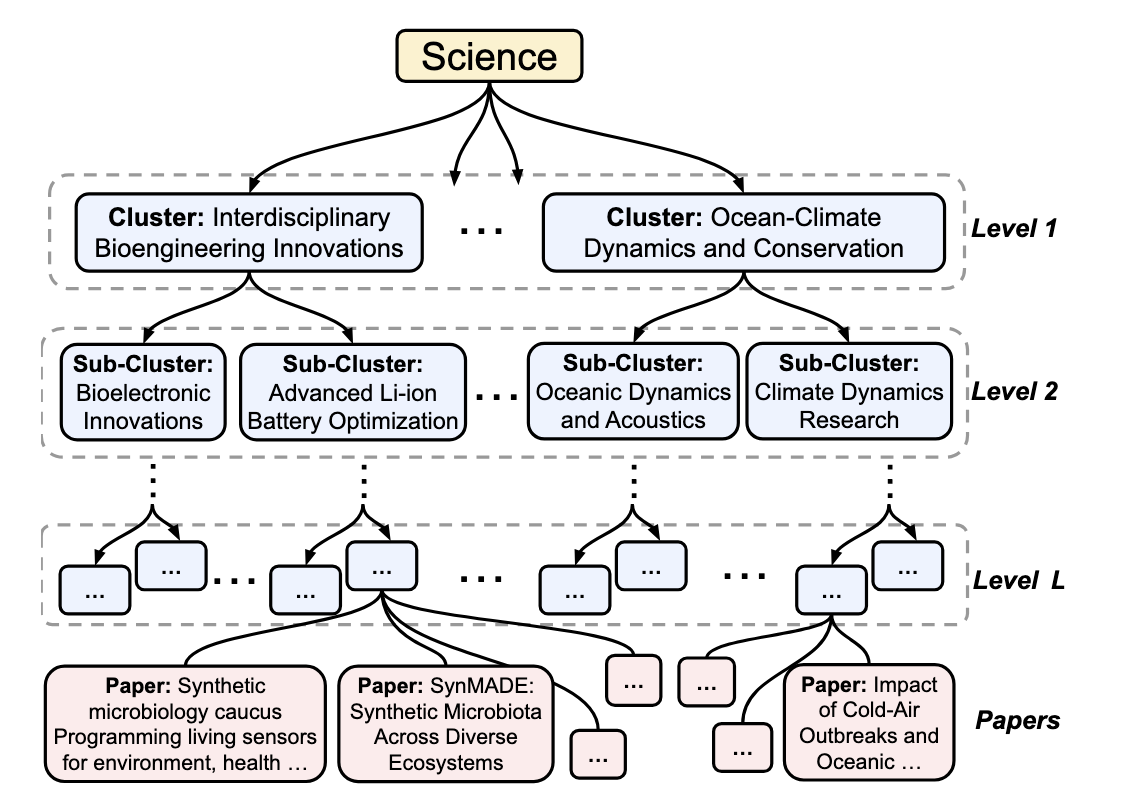 Science
Cluster: Interdisciplinary
Bioengineering Innovations
...
Cluster: Ocean-Climate
Dynamics and Conservation
Level 1
Sub-Cluster:
Bioelectronic
Innovations
Sub-Cluster:
Advanced Li-ion
Battery Optimization
...
Sub-Cluster:
Oceanic Dynamics
and Acoustics
Sub-Cluster:
Climate Dynamics
Research
Level 2
...
...
...
...
...
...
...
...
...
...
...
Level L
Paper: Synthetic
microbiology caucus
Programming living sensors
for environment, health ...
Paper: SynMADE:
Synthetic Microbiota
Across Diverse
Ecosystems
...
...
...
...
Paper: Impact
of Cold-Air
Outbreaks and
Oceanic ...
Papers